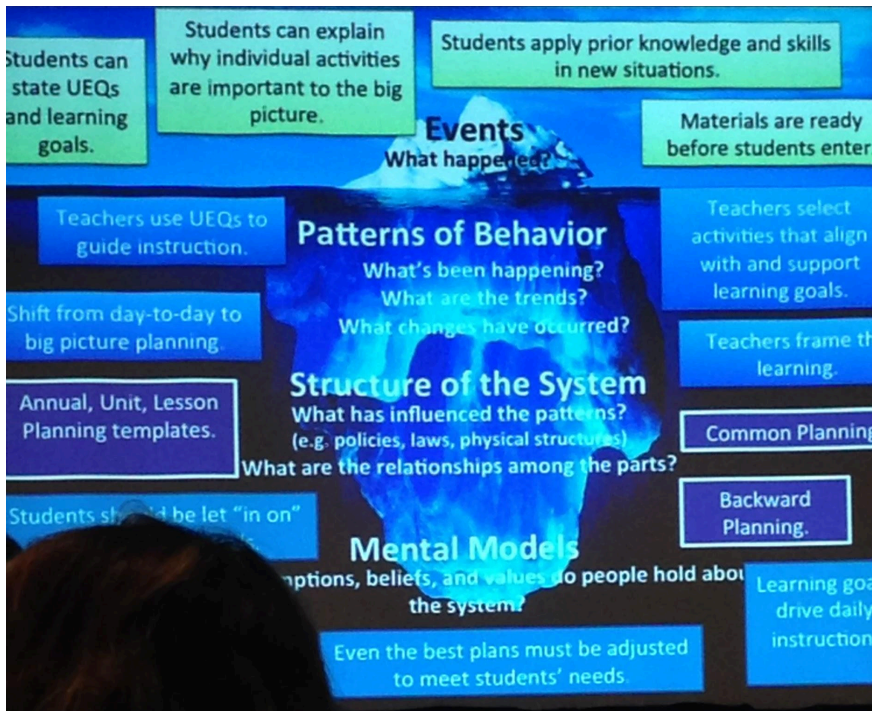 Students can
state UEQs
and learning
goals.
Students can explain
why individual activities
are important to the big
picture.
Students apply prior knowledge and skills
in new situations.
Materials are ready
before students enter
Events
What happened?
Teachers use UEQs to
guide instruction.
Patterns of Behavior
What's been happening?
What are the trends?
What changes have occurred?
Teachers select
activities that align
with and support
learning goals.
Shift from day-to-day to
big picture planning.
Teachers frame th
learning.
Structure of the System
What has influenced the patterns?
(e.g. policies, laws, physical structures)
What are the relationships among the parts?
Annual, Unit, Lesson
Planning templates.
Common Planning
Backward
Planning.
Students should be let "in on"
Mental Models
mptions, beliefs, and values do people hold abou
the system?
Learning goa
drive daily
instruction
Even the best plans must be adjusted
to meet students' needs.